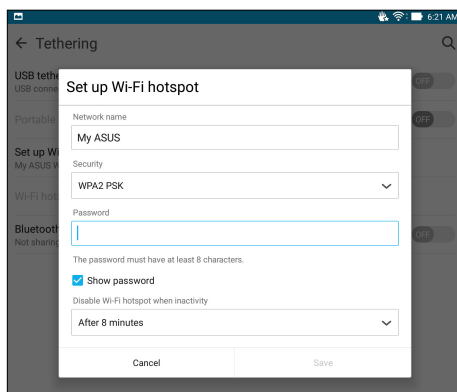 6:21 AM
Tethering
USB tethe
OFF
USB conne
Set up Wi-Fi hotspot
Network name
Portable
OFF
My ASUS
Set up Wi
Security
My ASUS W
WPA2 PSK
Wi-Fi hot
Password
Bluetooth
OFF
Not sharing
The password must have at least 8 characters.
Show password
Disable Wi-Fi hotspot when inactivity
After 8 minutes
Cancel
Save